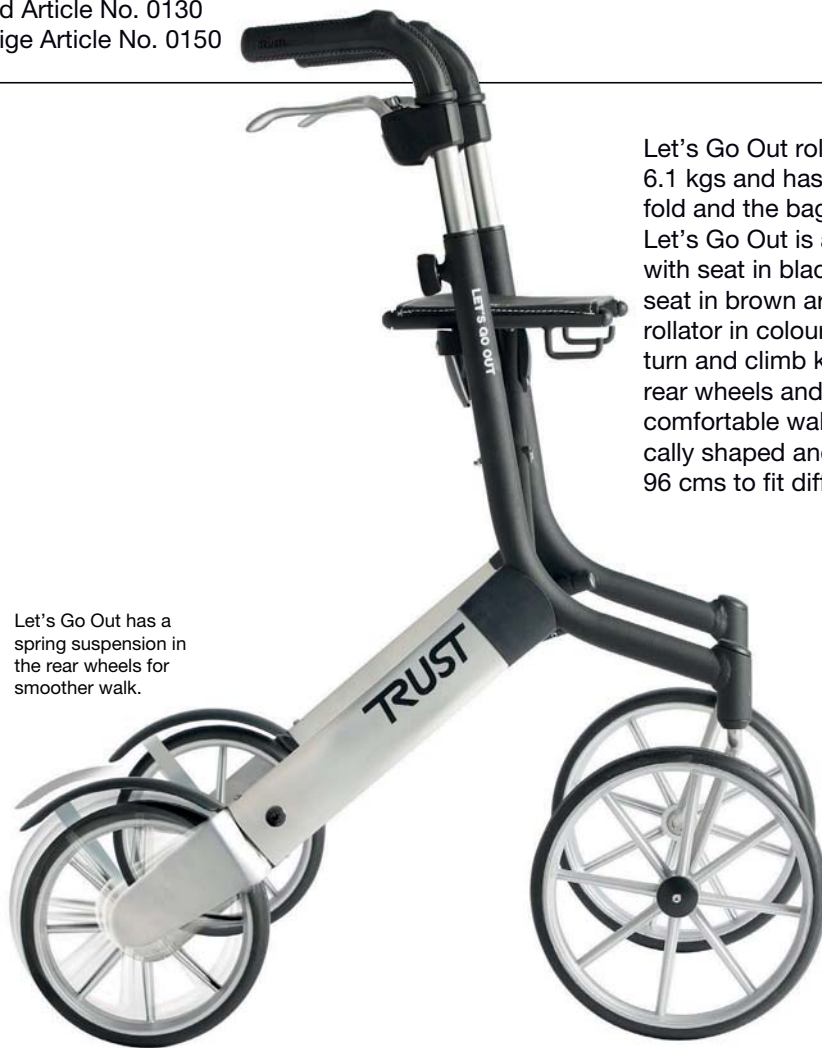 d Article No. 0130
ige Article No. 0150
TRUST
Let’s Go Out rol
6.1 kgs and has
fold and the bag
Let’s Go Out is a
with seat in blac
seat in brown ar
rollator in colour
turn and climb k
rear wheels and
comfortable wal
cally shaped and
96 cms to fit diff
LET'S GO OUT
Let’s Go Out has a
spring suspension in
the rear wheels for
smoother walk.
TRUST